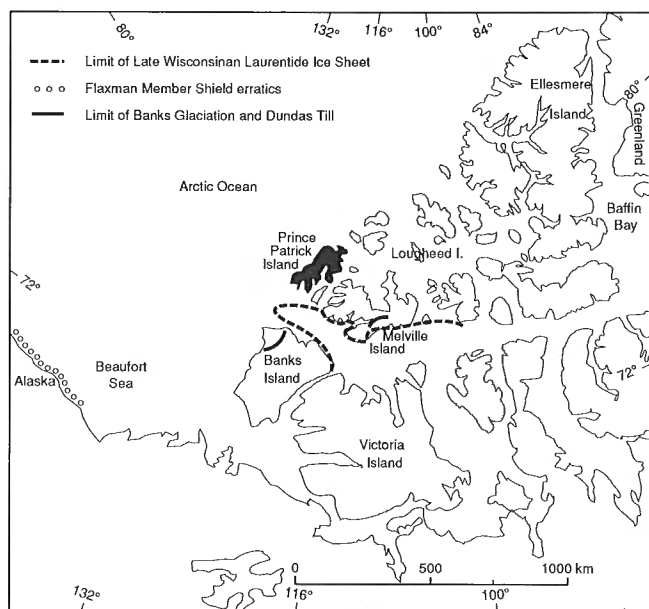 80°
132° 116° 100° 84°
Limit of Late Wisconsinan Laurentide Ice Sheet
Flaxman Member Shield erratics
Limit of Banks Glaciation and Dundas Till
Ellesmere
Island
80°
Greenland
Arctic Ocean
Baffin
Bay
Prince
Patrick
Island
Lougheed I.
72°
Melville
Island
Banks
Island
72°
Alaska
Beaufort
Sea
Victoria
Island
0 500 1000 km
132° 116° 100°